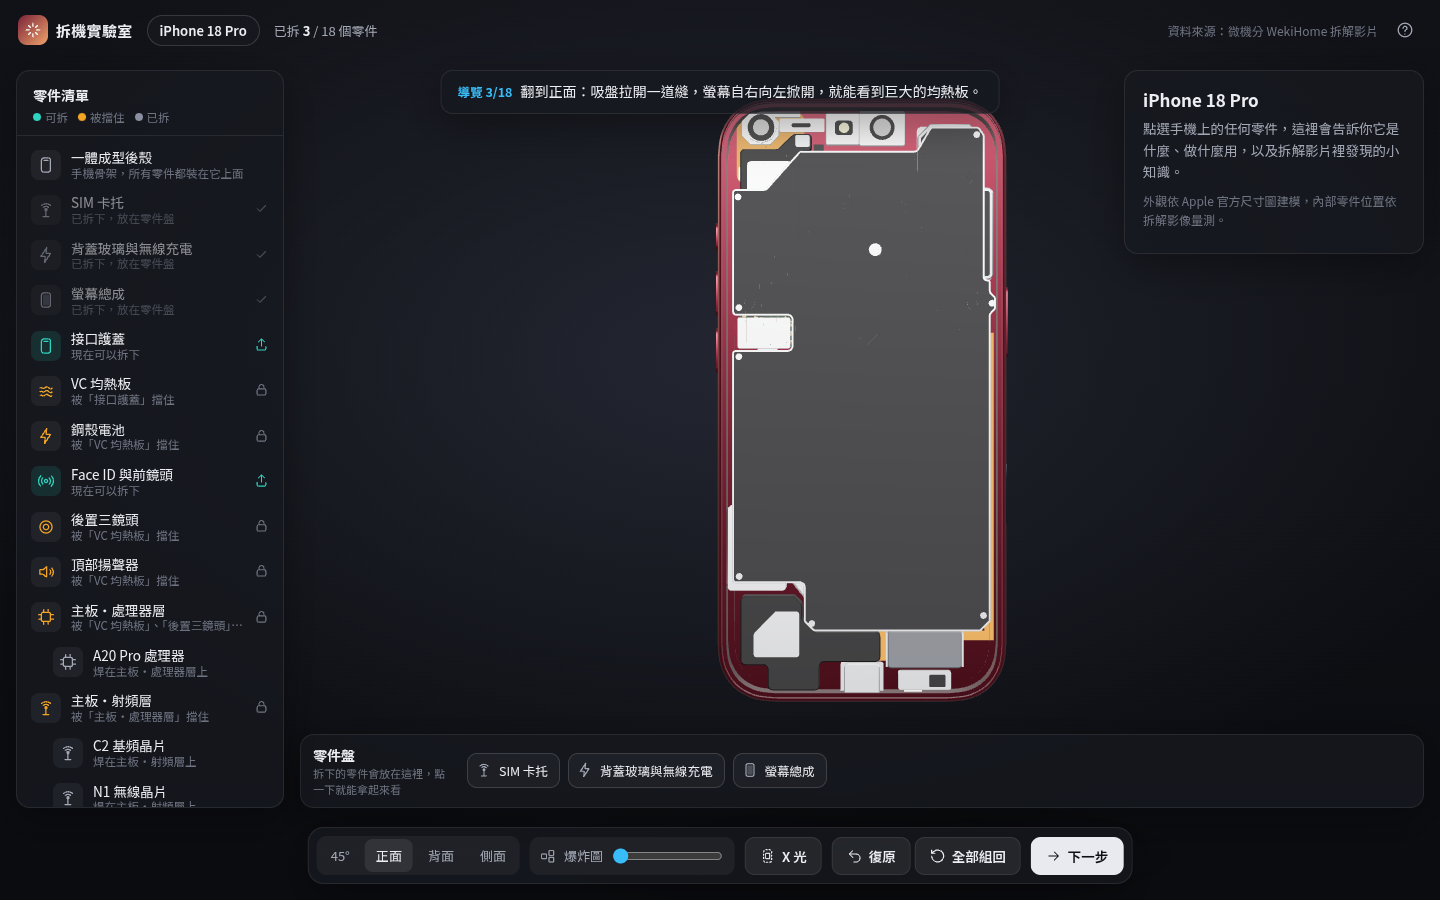 拆機實驗室
iPhone 18 Pro
已拆 3 / 18 個零件
資料來源：微機分 WekiHome 拆解影片
零件清單
可拆
被擋住
已拆
一體成型後殼
手機骨架，所有零件都裝在它上面
SIM 卡托
已拆下，放在零件盤
背蓋玻璃與無線充電
已拆下，放在零件盤
螢幕總成
已拆下，放在零件盤
接口護蓋
現在可以拆下
VC 均熱板
被「接口護蓋」擋住
鋼殼電池
被「VC 均熱板」擋住
Face ID 與前鏡頭
現在可以拆下
後置三鏡頭
被「VC 均熱板」擋住
頂部揚聲器
被「VC 均熱板」擋住
主板・處理器層
被「VC 均熱板」、「後置三鏡頭」…
A20 Pro 處理器
焊在主板・處理器層上
主板・射頻層
被「主板・處理器層」擋住
C2 基頻晶片
焊在主板・射頻層上
N1 無線晶片
焊在主板・射頻層上
導覽 3/18 翻到正面：吸盤拉開一道縫，螢幕自右向左掀開，就能看到巨大的均熱板。
iPhone 18 Pro
點選手機上的任何零件，這裡會告訴你它是
什麼、做什麼用，以及拆解影片裡發現的小
知識。
外觀依 Apple 官方尺寸圖建模，內部零件位置依
拆解影像量測。
零件盤
拆下的零件會放在這裡，點
一下就能拿起來看
SIM 卡托
背蓋玻璃與無線充電
螢幕總成
45°
正面
背面
側面
爆炸圖
X 光
復原
全部組回
下一步